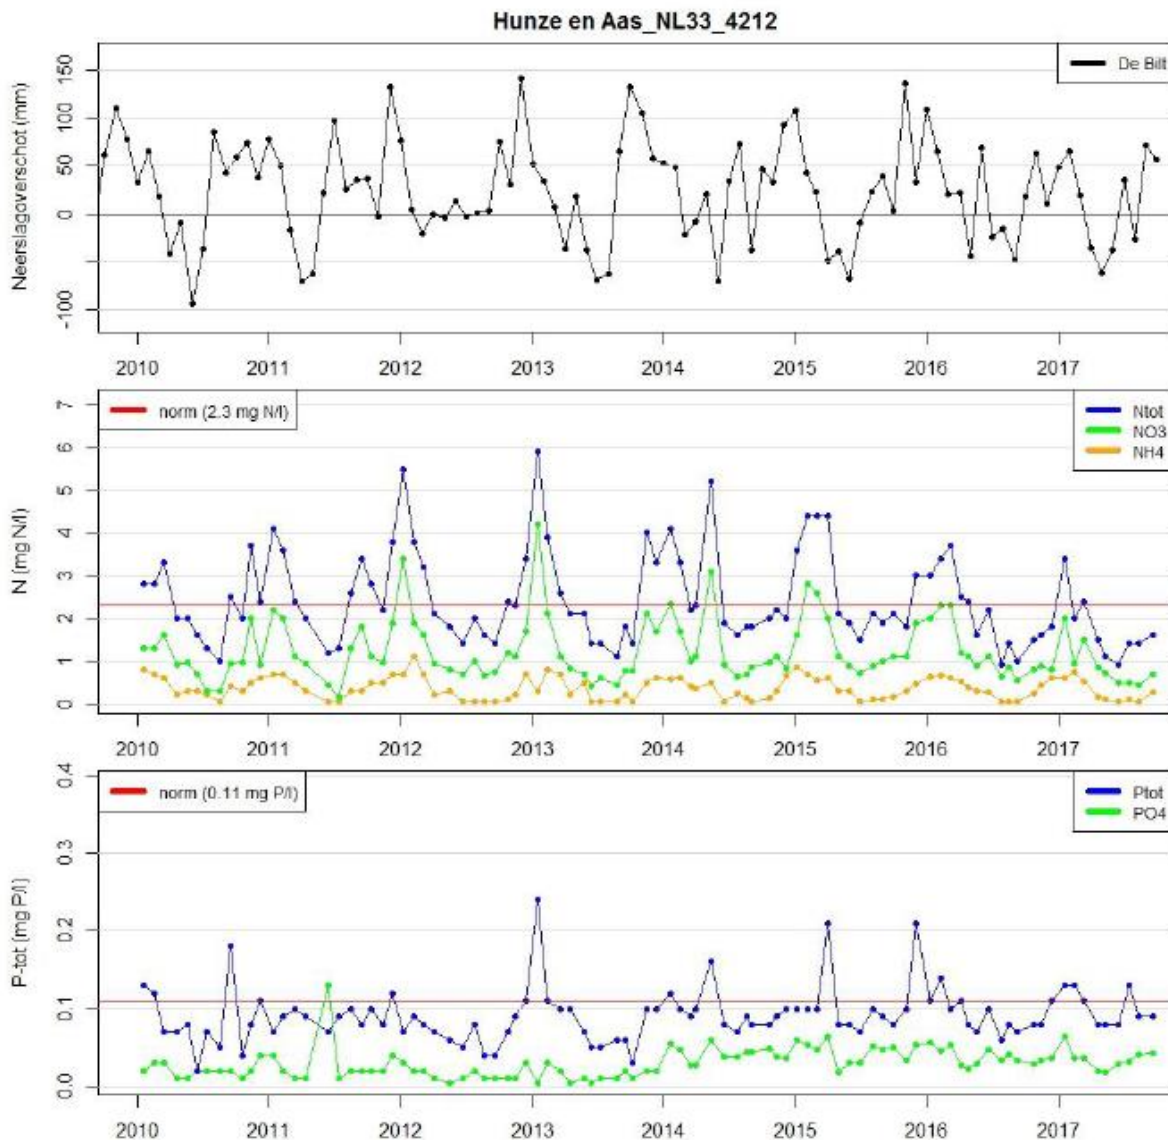 Hunze en Aas_NL33_4212
Neerslagoverschot (mm)
150
100
50
0
-100
De Bilt
2010 2011 2012 2013 2014 2015 2016 2017
N (mg N/l)
7
6
5
4
3
2
1
0
norm (2.3 mg N/l)
Ntot
NO3
NH4
2010 2011 2012 2013 2014 2015 2016 2017
P-tot (mg P/l)
0.4
0.3
0.2
0.1
0.0
norm (0.11 mg P/l)
Ptot
PO4
2010 2011 2012 2013 2014 2015 2016 2017